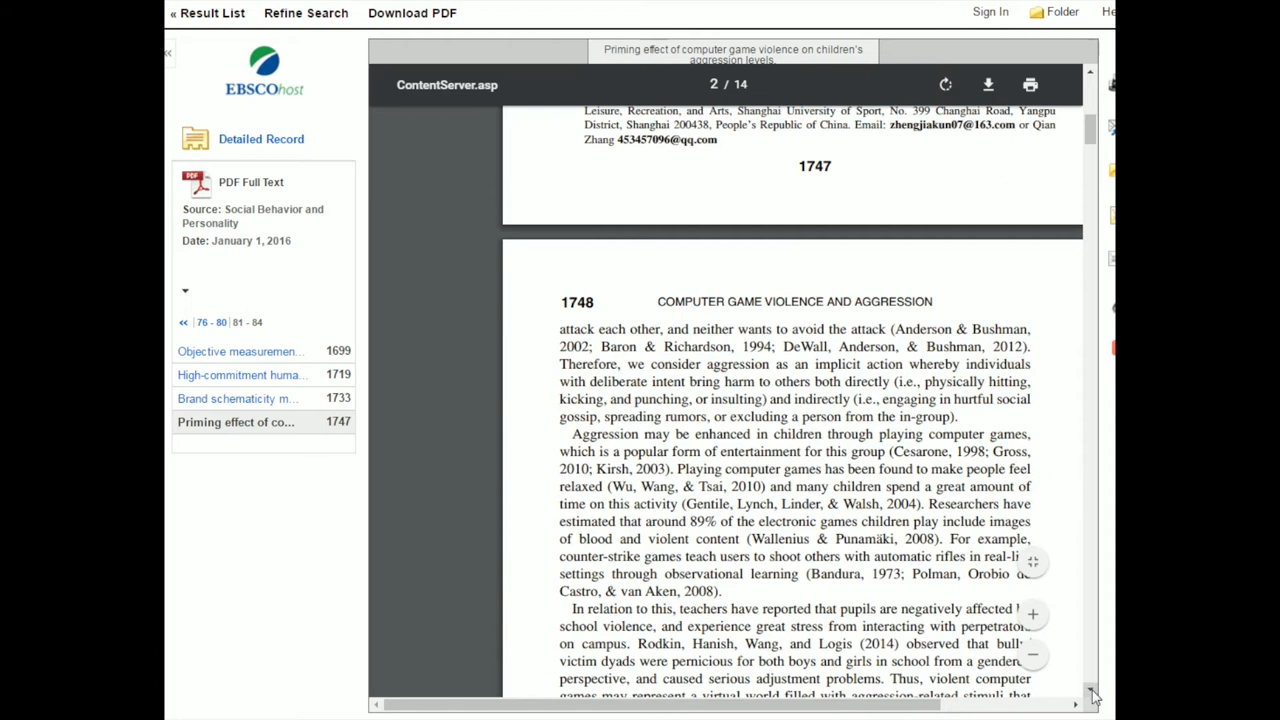 « Result List Refine Search Download PDF
Sign In Folder He
«
EBSCOhost
Detailed Record
PDF Full Text
Source: Social Behavior and
Personality
Date: January 1, 2016
« 76 - 80 | 81 - 84
Objective measuremen... 1699
High-commitment huma... 1719
Brand schematicity m... 1733
Priming effect of co... 1747
Priming effect of computer game violence on children's
aggression levels.
ContentServer.asp 2 / 14
Leisure, Recreation, and Arts, Shanghai University of Sport, No. 399 Changhai Road, Yangpu
District, Shanghai 200438, People's Republic of China. Email: zhengjiakun07@163.com or Qian
Zhang 453457096@qq.com
1747
1748 COMPUTER GAME VIOLENCE AND AGGRESSION
attack each other, and neither wants to avoid the attack (Anderson & Bushman,
2002; Baron & Richardson, 1994; DeWall, Anderson, & Bushman, 2012).
Therefore, we consider aggression as an implicit action whereby individuals
with deliberate intent bring harm to others both directly (i.e., physically hitting,
kicking, and punching, or insulting) and indirectly (i.e., engaging in hurtful social
gossip, spreading rumors, or excluding a person from the in-group).
Aggression may be enhanced in children through playing computer games,
which is a popular form of entertainment for this group (Cesarone, 1998; Gross,
2010; Kirsh, 2003). Playing computer games has been found to make people feel
relaxed (Wu, Wang, & Tsai, 2010) and many children spend a great amount of
time on this activity (Gentile, Lynch, Linder, & Walsh, 2004). Researchers have
estimated that around 89% of the electronic games children play include images
of blood and violent content (Wallenius & Punamäki, 2008). For example,
counter-strike games teach users to shoot others with automatic rifles in real-li
settings through observational learning (Bandura, 1973; Polman, Orobio de
Castro, & van Aken, 2008).
In relation to this, teachers have reported that pupils are negatively affected
school violence, and experience great stress from interacting with perpetrators
on campus. Rodkin, Hanish, Wang, and Logis (2014) observed that bully
victim dyads were pernicious for both boys and girls in school from a gendere
perspective, and caused serious adjustment problems. Thus, violent computer
games may represent a virtual world filled with aggression-related stimuli that